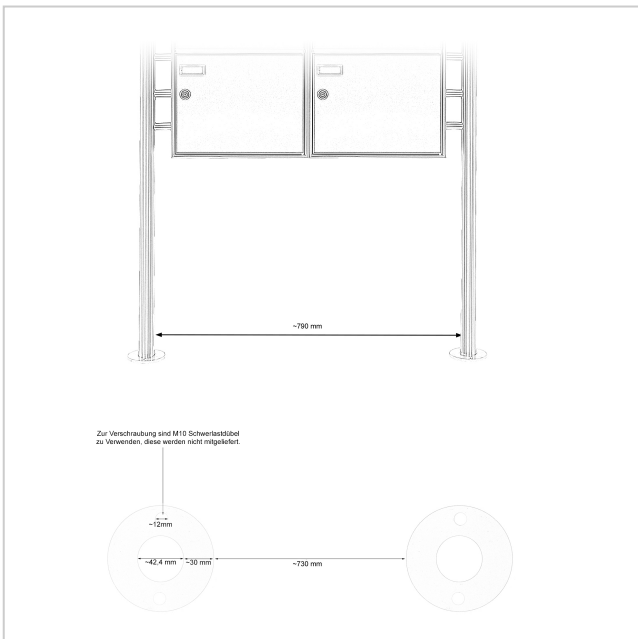 ~790 mm
Zur Verschraubung sind M10 Schwerlastdübel
zu Verwenden, diese werden nicht mitgeliefert.
~12mm
~42,4 mm
~30 mm
~730 mm